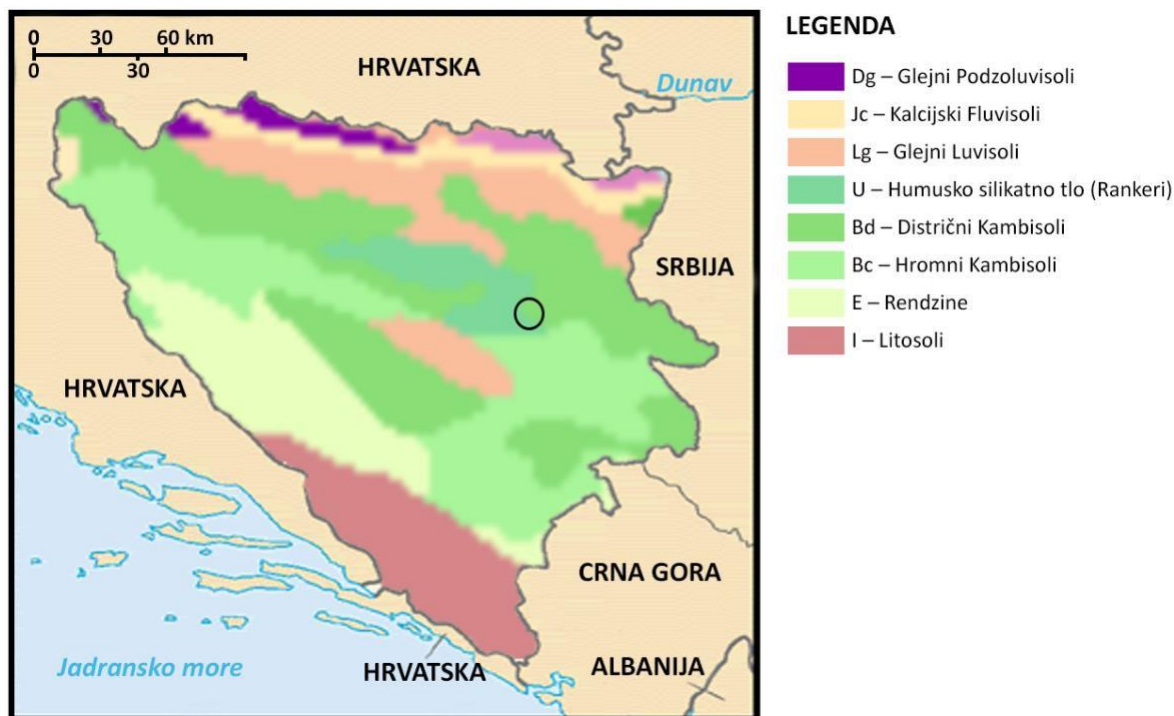 0 30 60 km
0 30
HRVATSKA
Dunav
SRBIJA
HRVATSKA
CRNA GORA
Jadransko more
HRVATSKA
ALBANIJA
LEGENDA
Dg – Glejni Podzoluvisoli
Jc – Kalcijski Fluvisoli
Lg – Glejni Luvisoli
U – Humusko silikatno tlo (Rankeri)
Bd – Distrični Kambisoli
Bc – Hromni Kambisoli
E – Rendzine
I – Litosoli